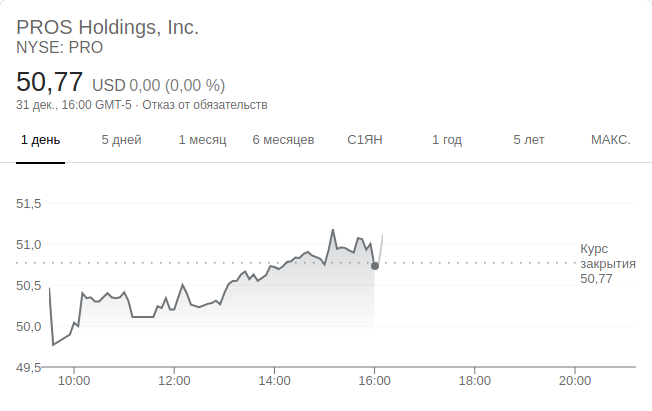 PROS Holdings, Inc.
NYSE: PRO
50,77 USD 0,00 (0,00 %)
31 дек., 16:00 GMT-5 · Отказ от обязательств
1 день 5 дней 1 месяц 6 месяцев С1ЯН 1 год 5 лет МАКС.
51,5
51,0
50,5
50,0
49,5
Курс
закрытия
50,77
10:00 12:00 14:00 16:00 18:00 20:00